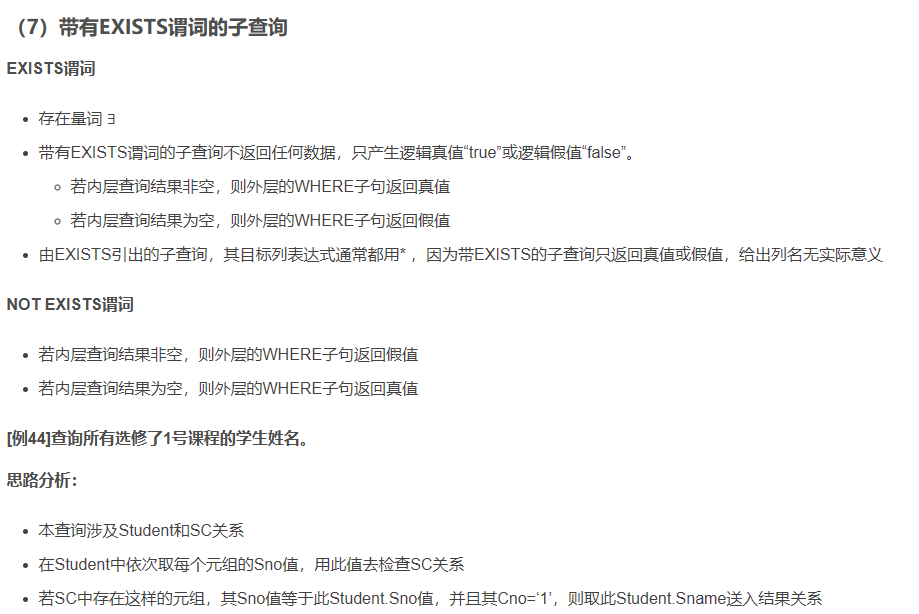 （7）带有EXISTS谓词的子查询
EXISTS谓词
存在量词 ∃
带有EXISTS谓词的子查询不返回任何数据，只产生逻辑真值“true”或逻辑假值“false”。
若内层查询结果非空，则外层的WHERE子句返回真值
若内层查询结果为空，则外层的WHERE子句返回假值
由EXISTS引出的子查询，其目标列表达式通常都用* ，因为带EXISTS的子查询只返回真值或假值，给出列名无实际意义
NOT EXISTS谓词
若内层查询结果非空，则外层的WHERE子句返回假值
若内层查询结果为空，则外层的WHERE子句返回真值
[例44]查询所有选修了1号课程的学生姓名。
思路分析：
本查询涉及Student和SC关系
在Student中依次取每个元组的Sno值，用此值去检查SC关系
若SC中存在这样的元组，其Sno值等于此Student.Sno值，并且其Cno=‘1’，则取此Student.Sname送入结果关系